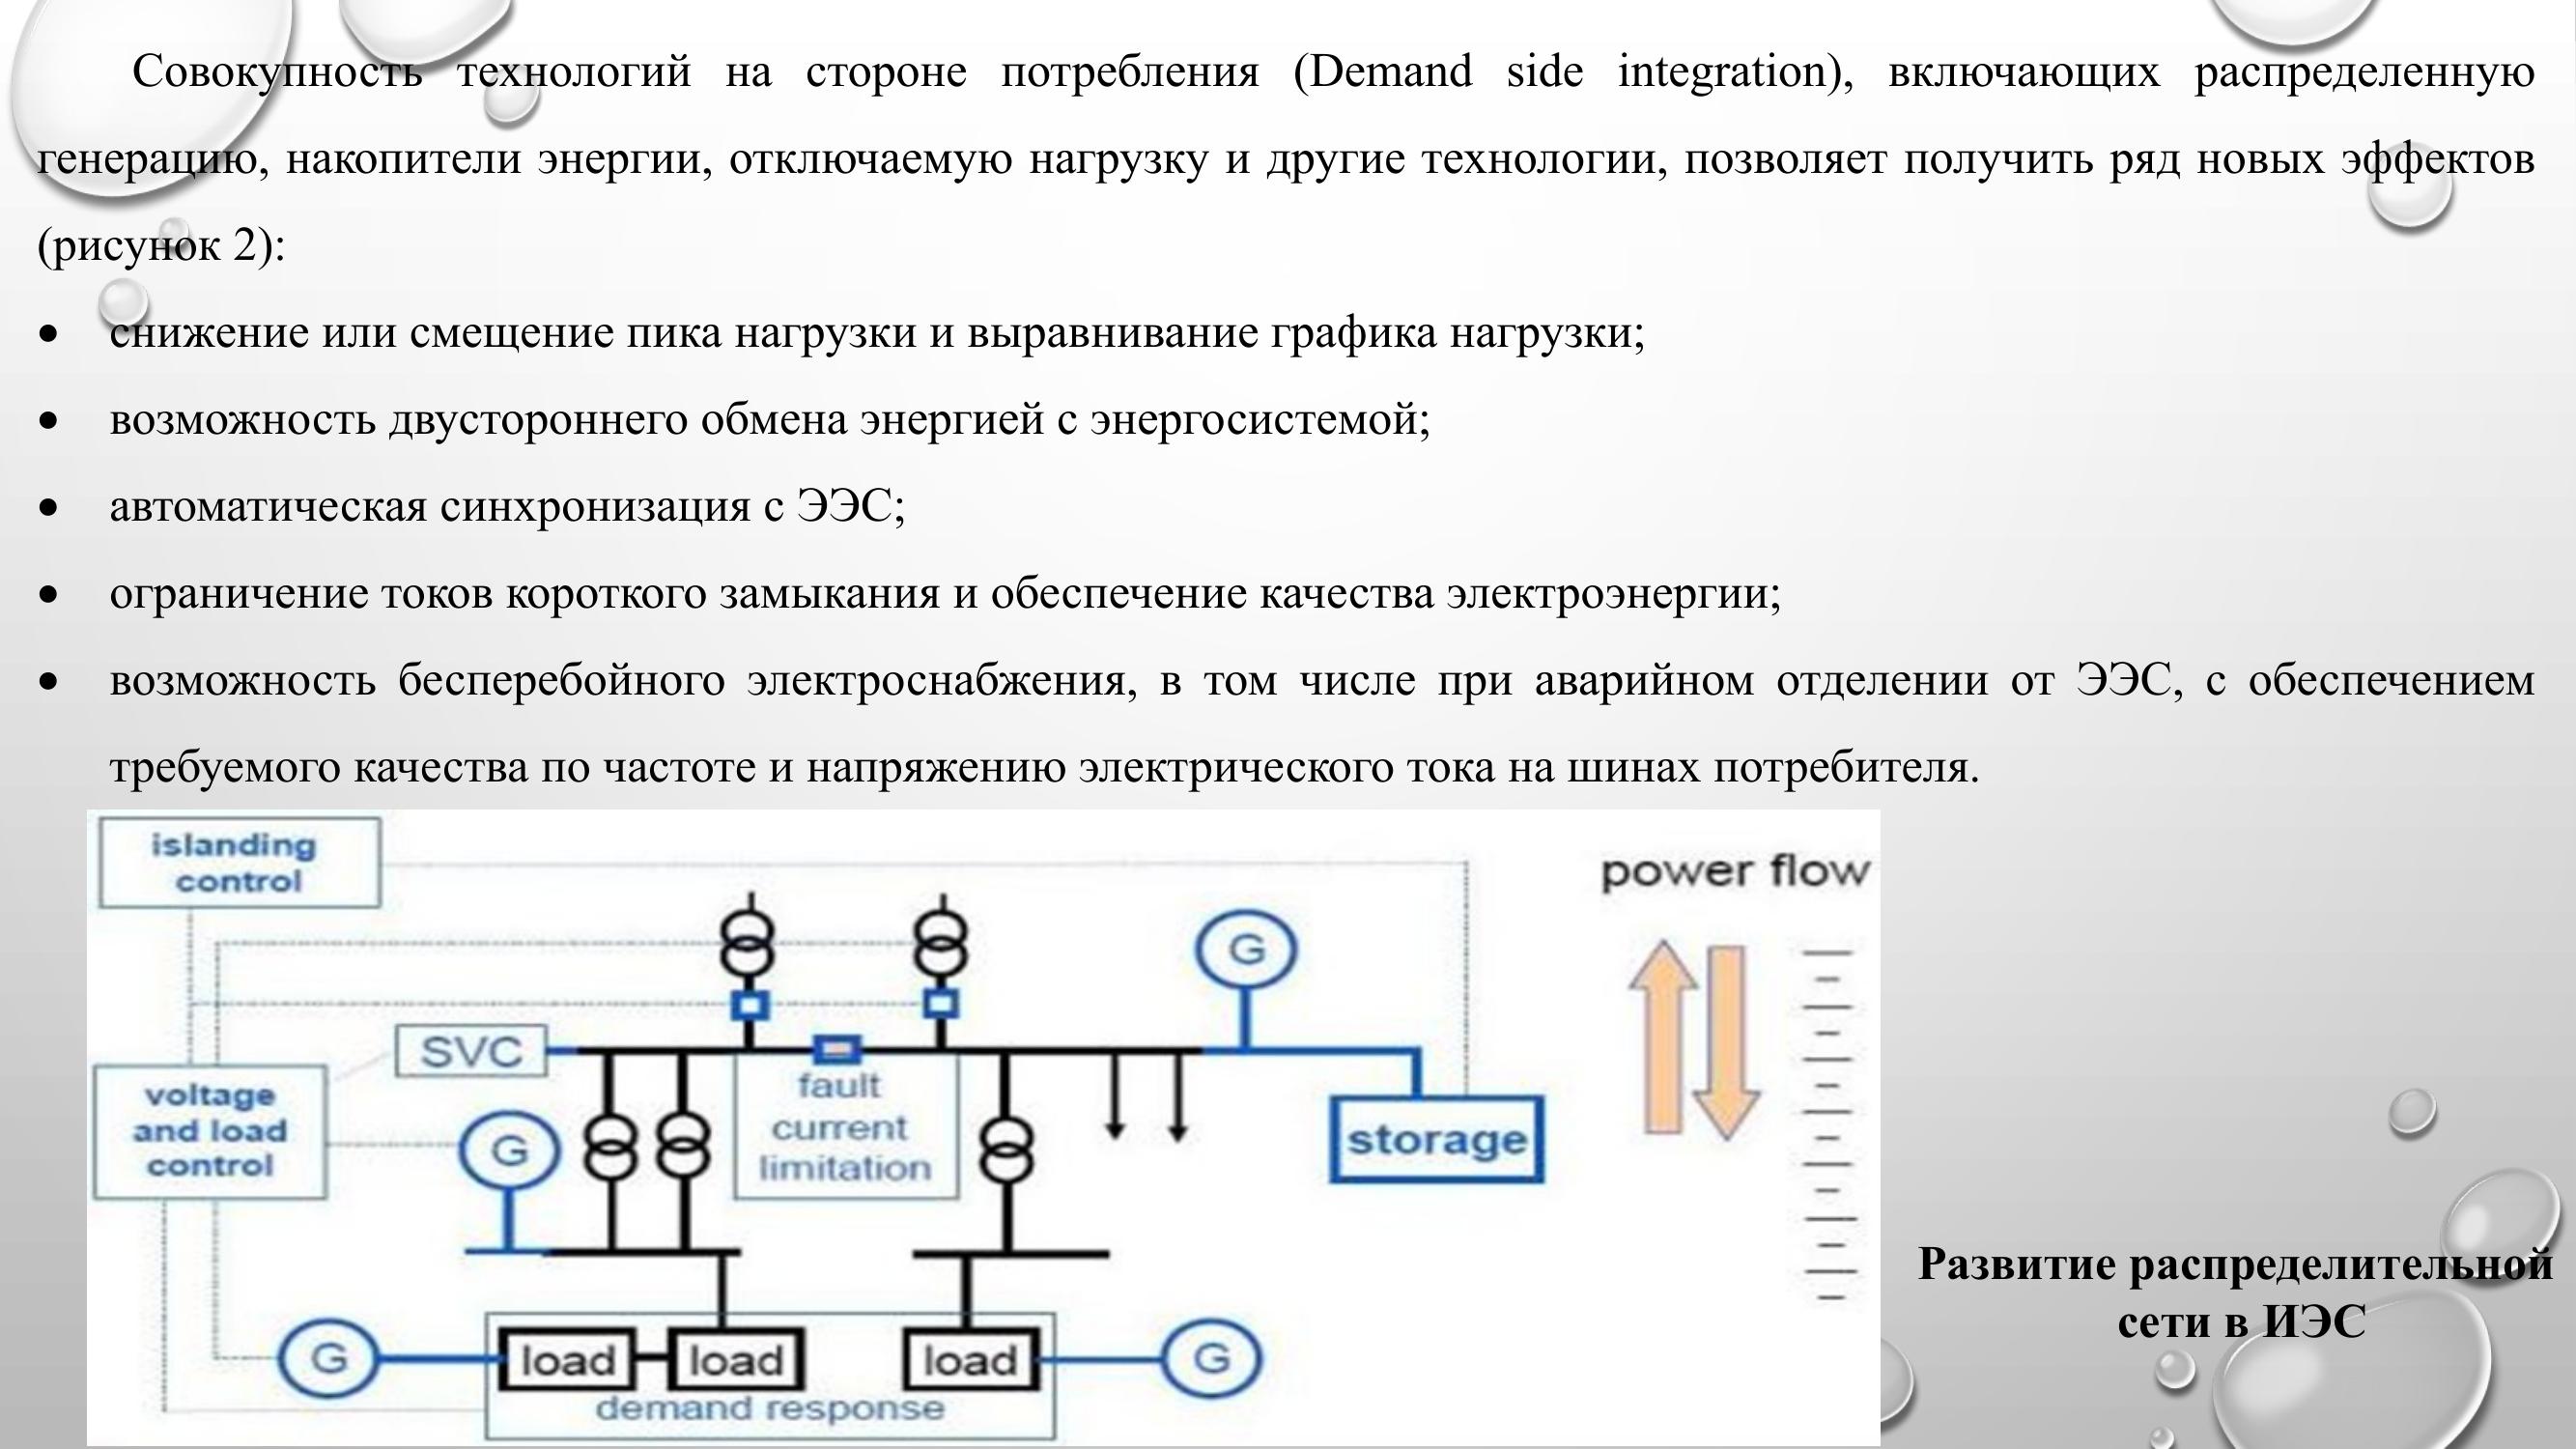 Совокупность технологий на стороне потребления (Demand side integration), включающих распределенную
генерацию, накопители энергии, отключаемую нагрузку и другие технологии, позволяет получить ряд новых эффектов
(рисунок 2):
• снижение или смещение пика нагрузки и выравнивание графика нагрузки;
• возможность двустороннего обмена энергией с энергосистемой;
• автоматическая синхронизация с ЭЭС;
• ограничение токов короткого замыкания и обеспечение качества электроэнергии;
• возможность бесперебойного электроснабжения, в том числе при аварийном отделении от ЭЭС, с обеспечением
требуемого качества по частоте и напряжению электрического тока на шинах потребителя.
islanding
control
power flow
G
SVC
voltage
and load
control
G
fault
current
limitation
storage
G
load
load
load
G
demand response
Развитие распределительной
сети в ИЭС